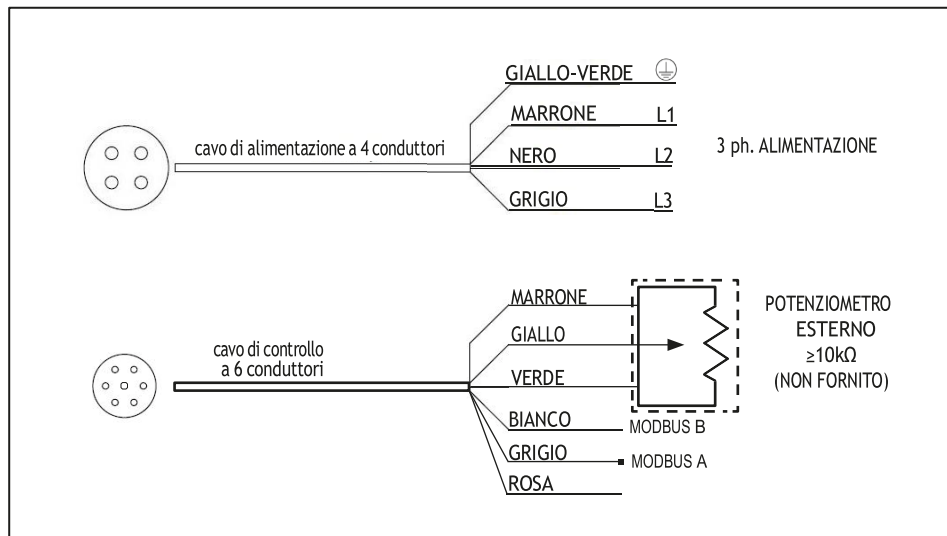 GIALLO-VERDE
MARRONE L1
cavo di alimentazione a 4 conduttori
NERO L2
3 ph. ALIMENTAZIONE
GRIGIO L3
MARRONE
GIALLO
cavo di controllo
a 6 conduttori
VERDE
BIANCO MODBUS B
GRIGIO MODBUS A
ROSA
POTENZIOMETRO
ESTERNO
≥10kΩ
(NON FORNITO)